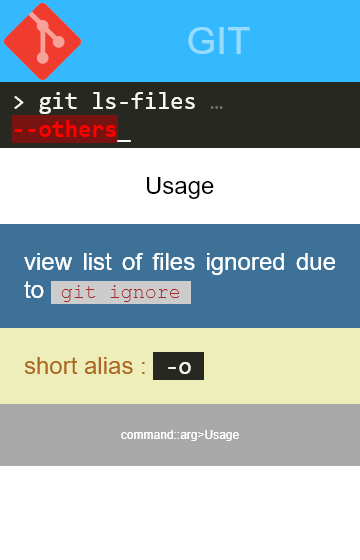 GIT
> git ls-files …
--others_
Usage
view list of files ignored due
to git ignore
short alias : -o
command::arg>Usage